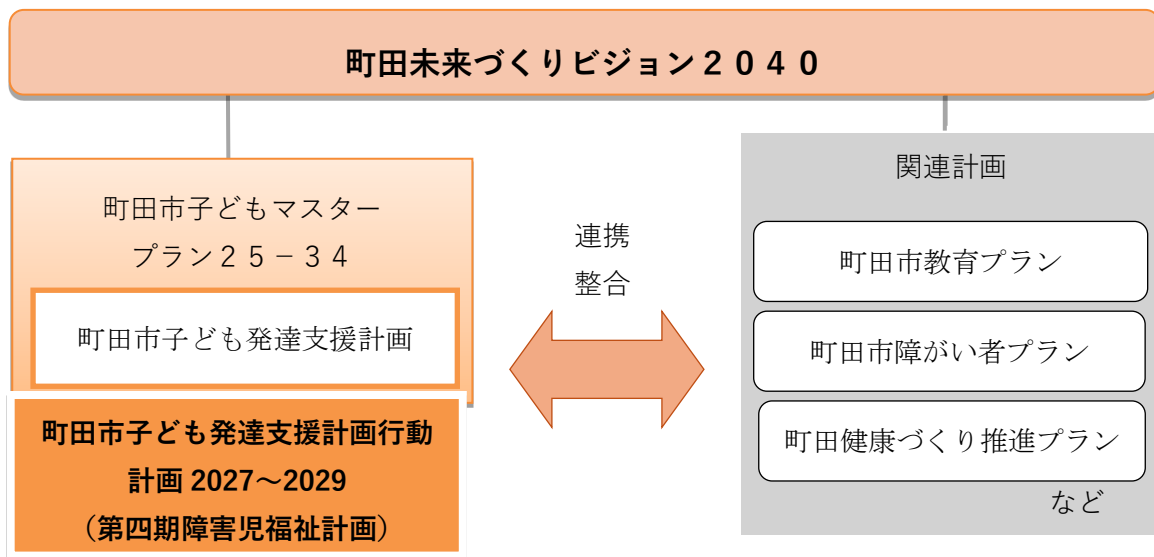 町田未来づくりビジョン２０４０
町田市子どもマスター
プラン２５－３４
町田市子ども発達支援計画
町田市子ども発達支援計画行動
計画 2027～2029
（第四期障害児福祉計画）
連携
整合
関連計画
町田市教育プラン
町田市障がい者プラン
町田健康づくり推進プラン
など